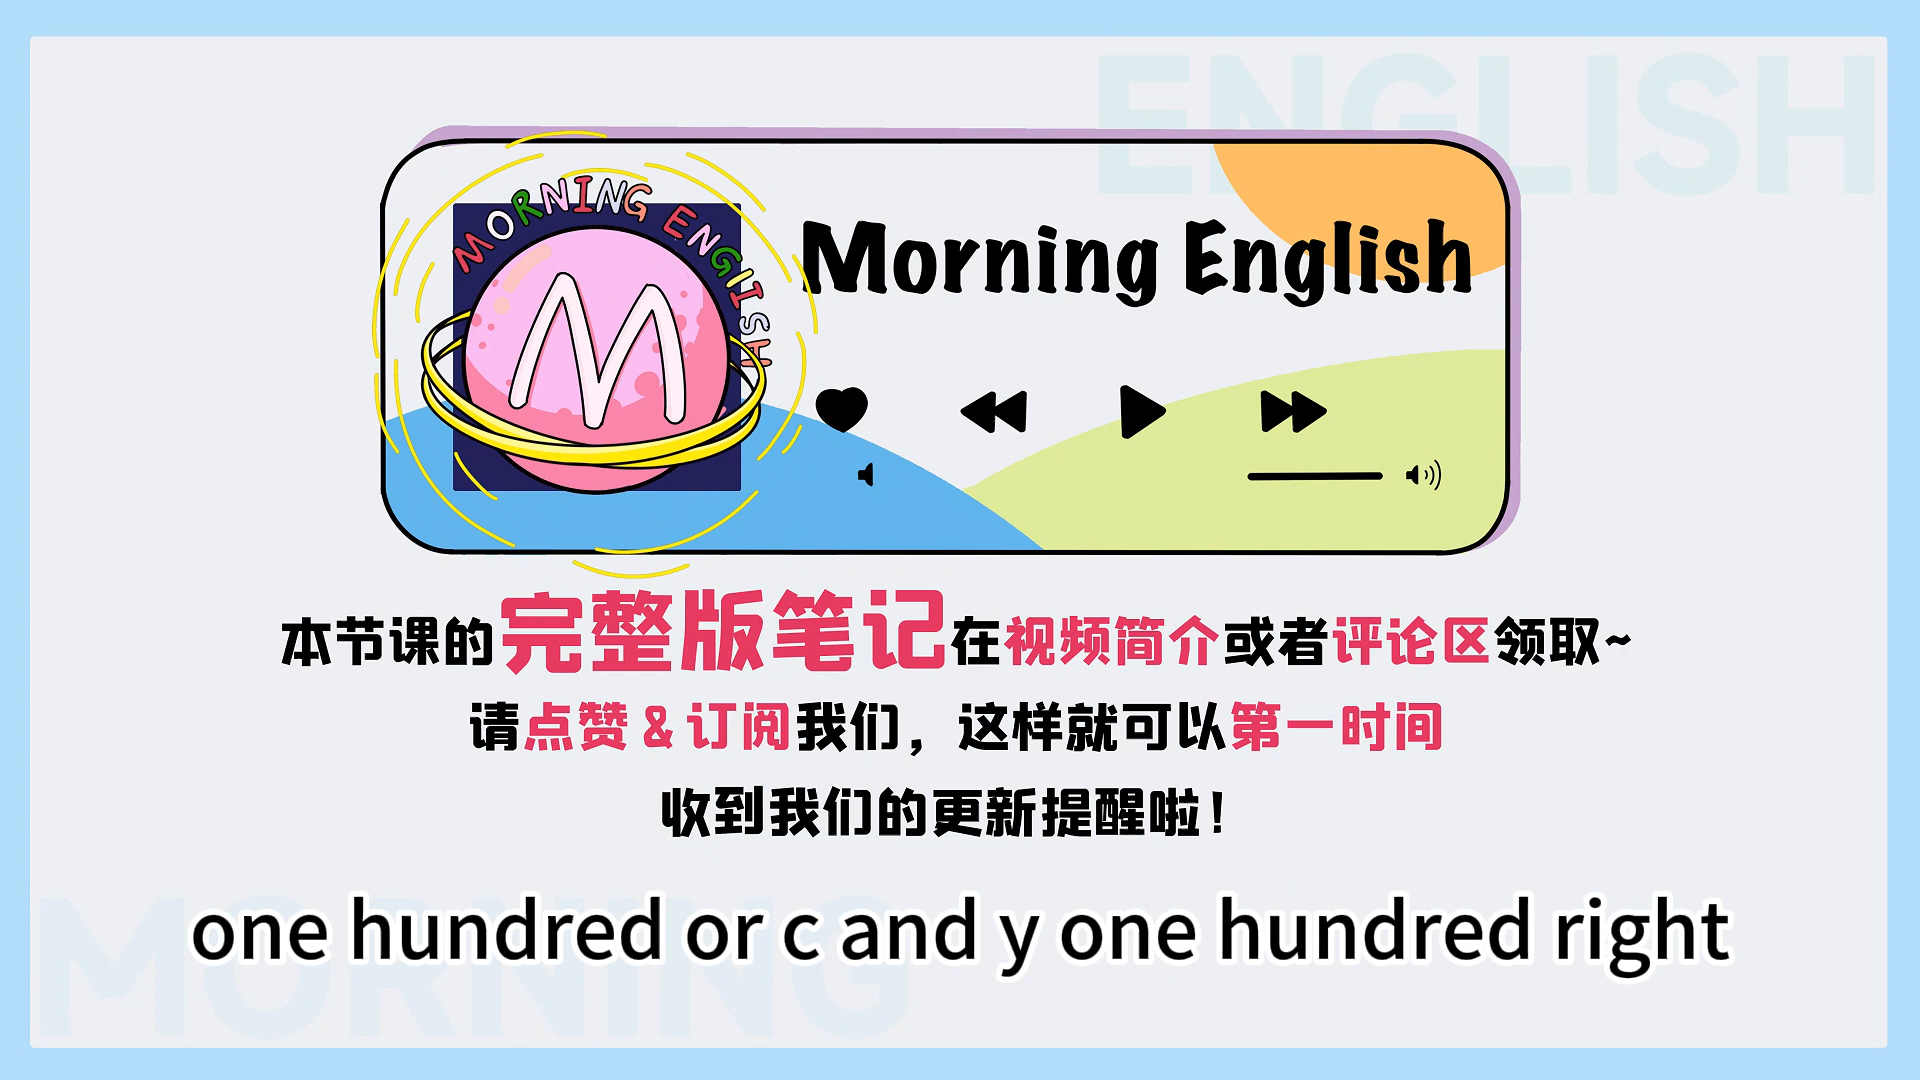 ENGLISH
MORNING ENGLISH
M
Morning English
本节课的完整版笔记在视频简介或者评论区领取~
请点赞&订阅我们，这样就可以第一时间
收到我们的更新提醒啦！
MORNING
one hundred or c and y one hundred right